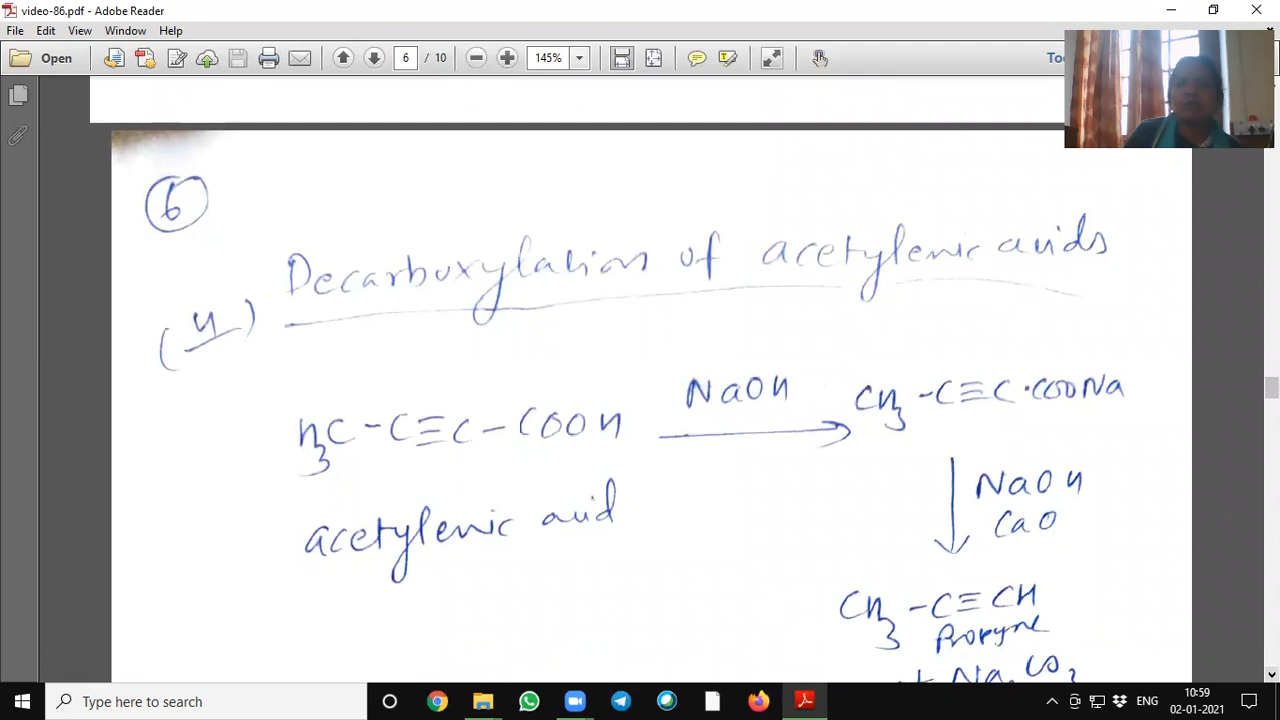 video-86.pdf - Adobe Reader
File Edit View Window Help
Open 6 / 10 145%
6
(4) Decarboxylation of acetylenic acids
H3C - C≡C - COOH NaOH CH3 - C≡C·COONa
acetylenic acid
NaOH
CaO
CH3 - C≡CH
Propyne
+ Na2CO3
Type here to search
ENG
10:59
02-01-2021